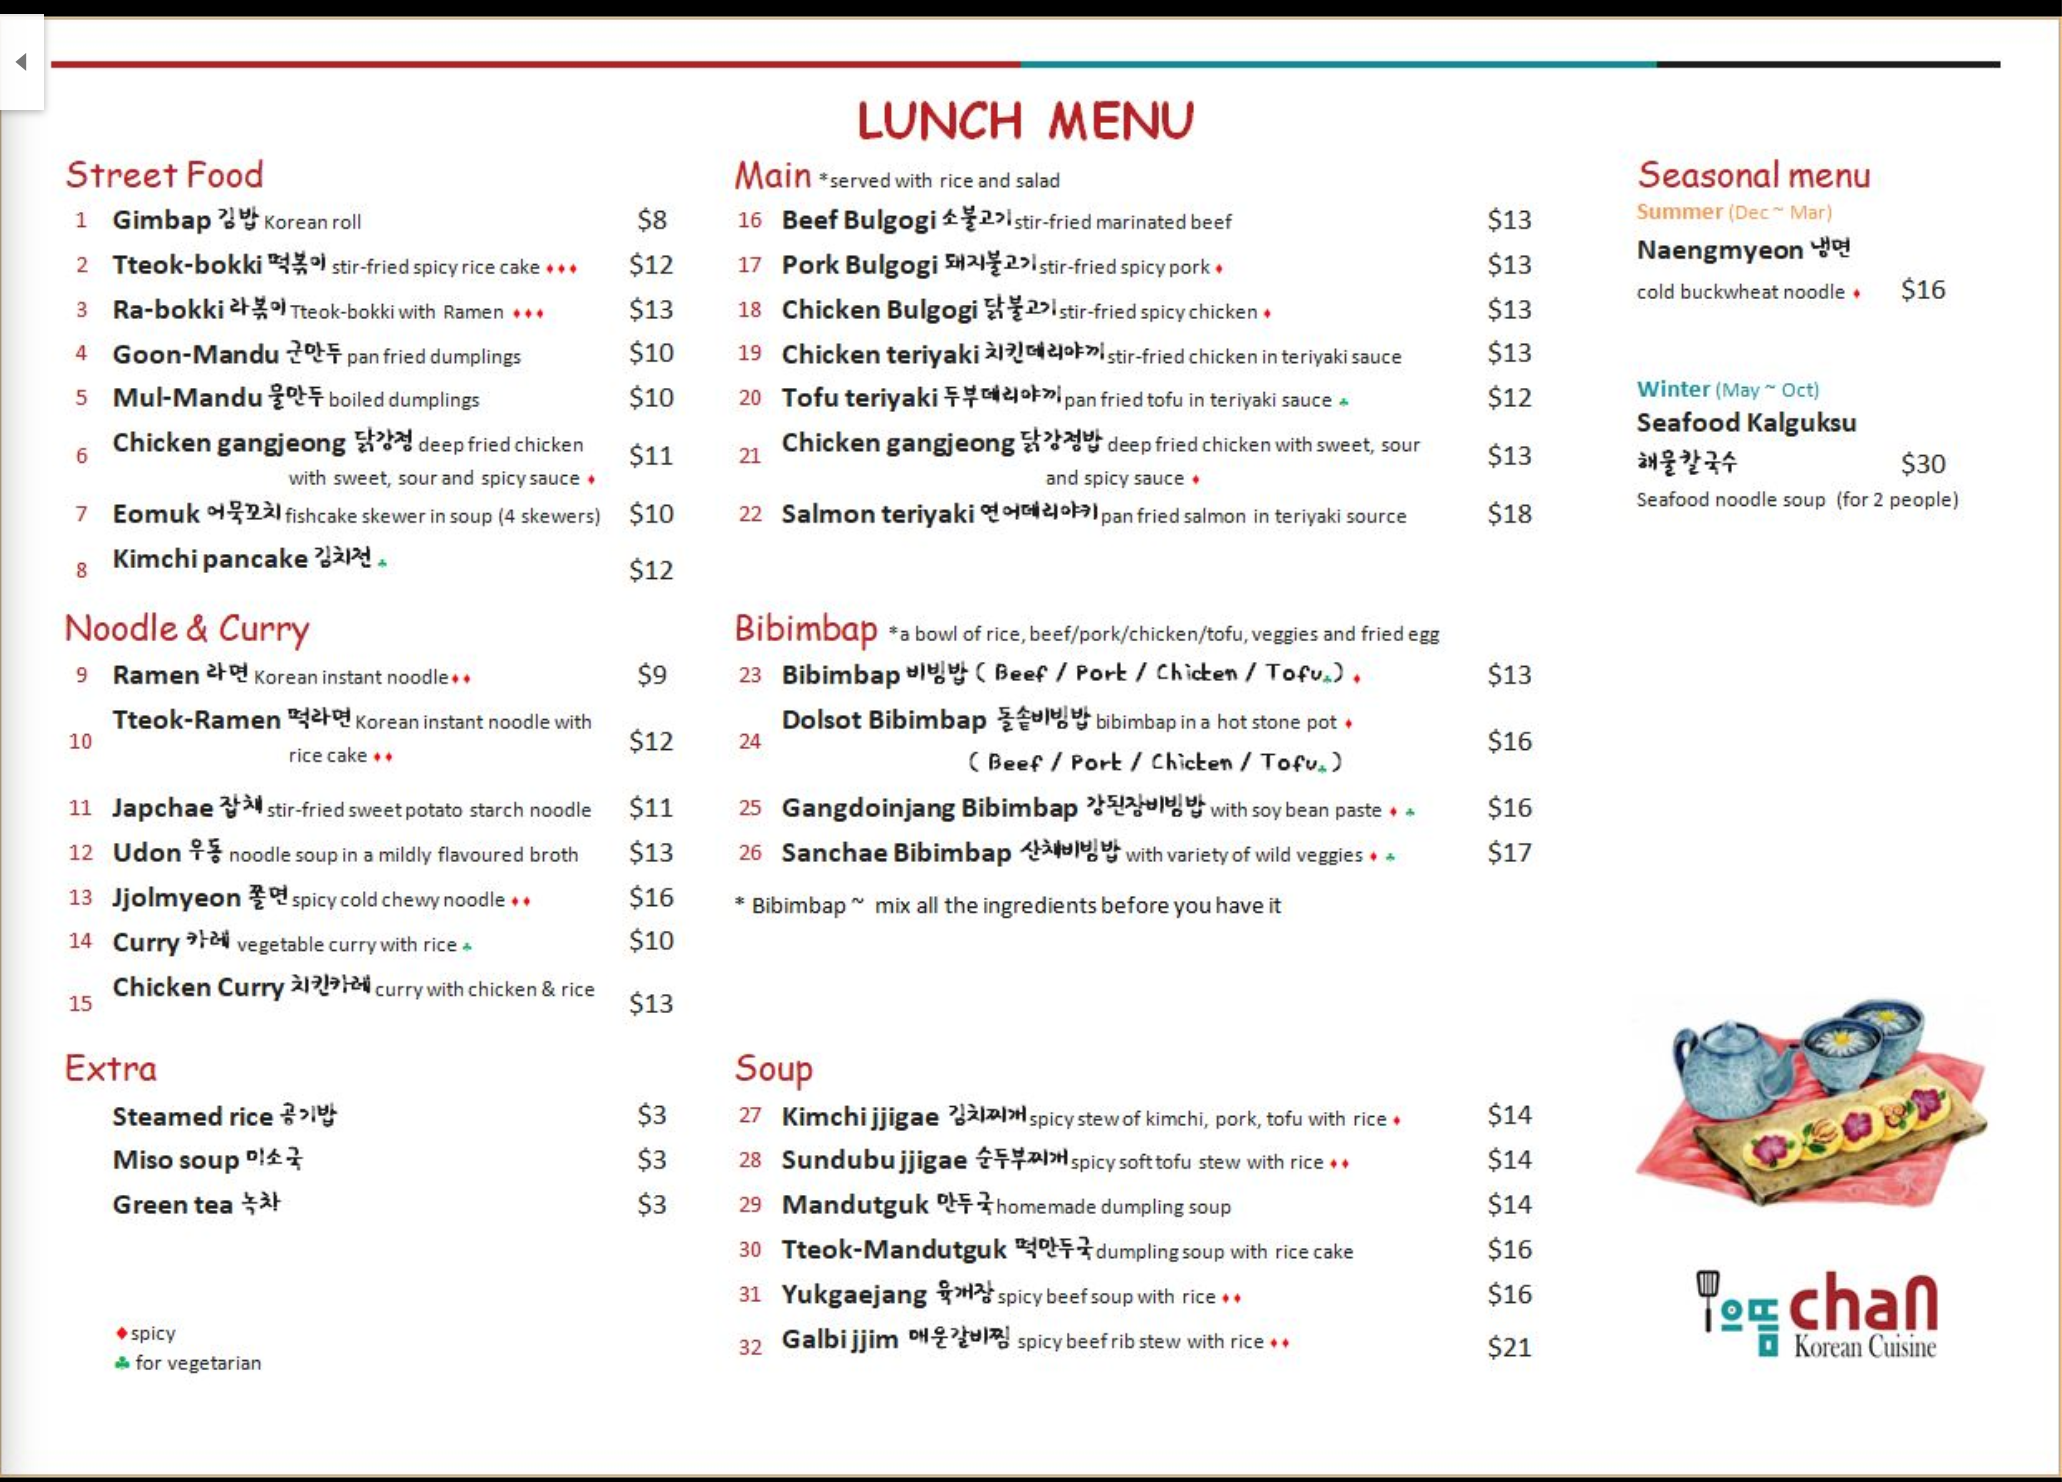 LUNCH MENU
Street Food
1 Gimbap 김밥 Korean roll $8
2 Tteok-bokki 떡볶이 stir-fried spicy rice cake ♦♦♦ $12
3 Ra-bokki 라볶이 Tteok-bokki with Ramen ♦♦♦ $13
4 Goon-Mandu 군만두 pan fried dumplings $10
5 Mul-Mandu 물만두 boiled dumplings $10
6 Chicken gangjeong 닭강정 deep fried chicken
with sweet, sour and spicy sauce ♦ $11
7 Eomuk 어묵꼬치 fishcake skewer in soup (4 skewers) $10
8 Kimchi pancake 김치전 ♣ $12
Noodle & Curry
9 Ramen 라면 Korean instant noodle ♦♦ $9
10 Tteok-Ramen 떡라면 Korean instant noodle with
rice cake ♦♦ $12
11 Japchae 잡채 stir-fried sweet potato starch noodle $11
12 Udon 우동 noodle soup in a mildly flavoured broth $13
13 Jjolmyeon 쫄면 spicy cold chewy noodle ♦♦ $16
14 Curry 카레 vegetable curry with rice ♣ $10
15 Chicken Curry 치킨카레 curry with chicken & rice $13
Extra
Steamed rice 공기밥 $3
Miso soup 미소국 $3
Green tea 녹차 $3
♦ spicy
♣ for vegetarian
Main *served with rice and salad
16 Beef Bulgogi 소불고기 stir-fried marinated beef $13
17 Pork Bulgogi 돼지불고기 stir-fried spicy pork ♦ $13
18 Chicken Bulgogi 닭불고기 stir-fried spicy chicken ♦ $13
19 Chicken teriyaki 치킨데리야끼 stir-fried chicken in teriyaki sauce $13
20 Tofu teriyaki 두부데리야끼 pan fried tofu in teriyaki sauce ♣ $12
21 Chicken gangjeong 닭강정밥 deep fried chicken with sweet, sour
and spicy sauce ♦ $13
22 Salmon teriyaki 연어데리야키 pan fried salmon in teriyaki source $18
Bibimbap *a bowl of rice, beef/pork/chicken/tofu, veggies and fried egg
23 Bibimbap 비빔밥 ( Beef / Pork / Chicken / Tofu♣) ♦ $13
24 Dolsot Bibimbap 돌솥비빔밥 bibimbap in a hot stone pot ♦
( Beef / Pork / Chicken / Tofu♣) $16
25 Gangdoinjang Bibimbap 강된장비빔밥 with soy bean paste ♦ ♣ $16
26 Sanchae Bibimbap 산채비빔밥 with variety of wild veggies ♦ ♣ $17
* Bibimbap ~ mix all the ingredients before you have it
Soup
27 Kimchi jjigae 김치찌개 spicy stew of kimchi, pork, tofu with rice ♦ $14
28 Sundubu jjigae 순두부찌개 spicy soft tofu stew with rice ♦♦ $14
29 Mandutguk 만두국 homemade dumpling soup $14
30 Tteok-Mandutguk 떡만두국 dumpling soup with rice cake $16
31 Yukgaejang 육개장 spicy beef soup with rice ♦♦ $16
32 Galbi jjim 매운갈비찜 spicy beef rib stew with rice ♦♦ $21
Seasonal menu
Summer (Dec ~ Mar)
Naengmyeon 냉면
cold buckwheat noodle ♦ $16
Winter (May ~ Oct)
Seafood Kalguksu
해물칼국수 $30
Seafood noodle soup (for 2 people)
으뜸 chan
Korean Cuisine